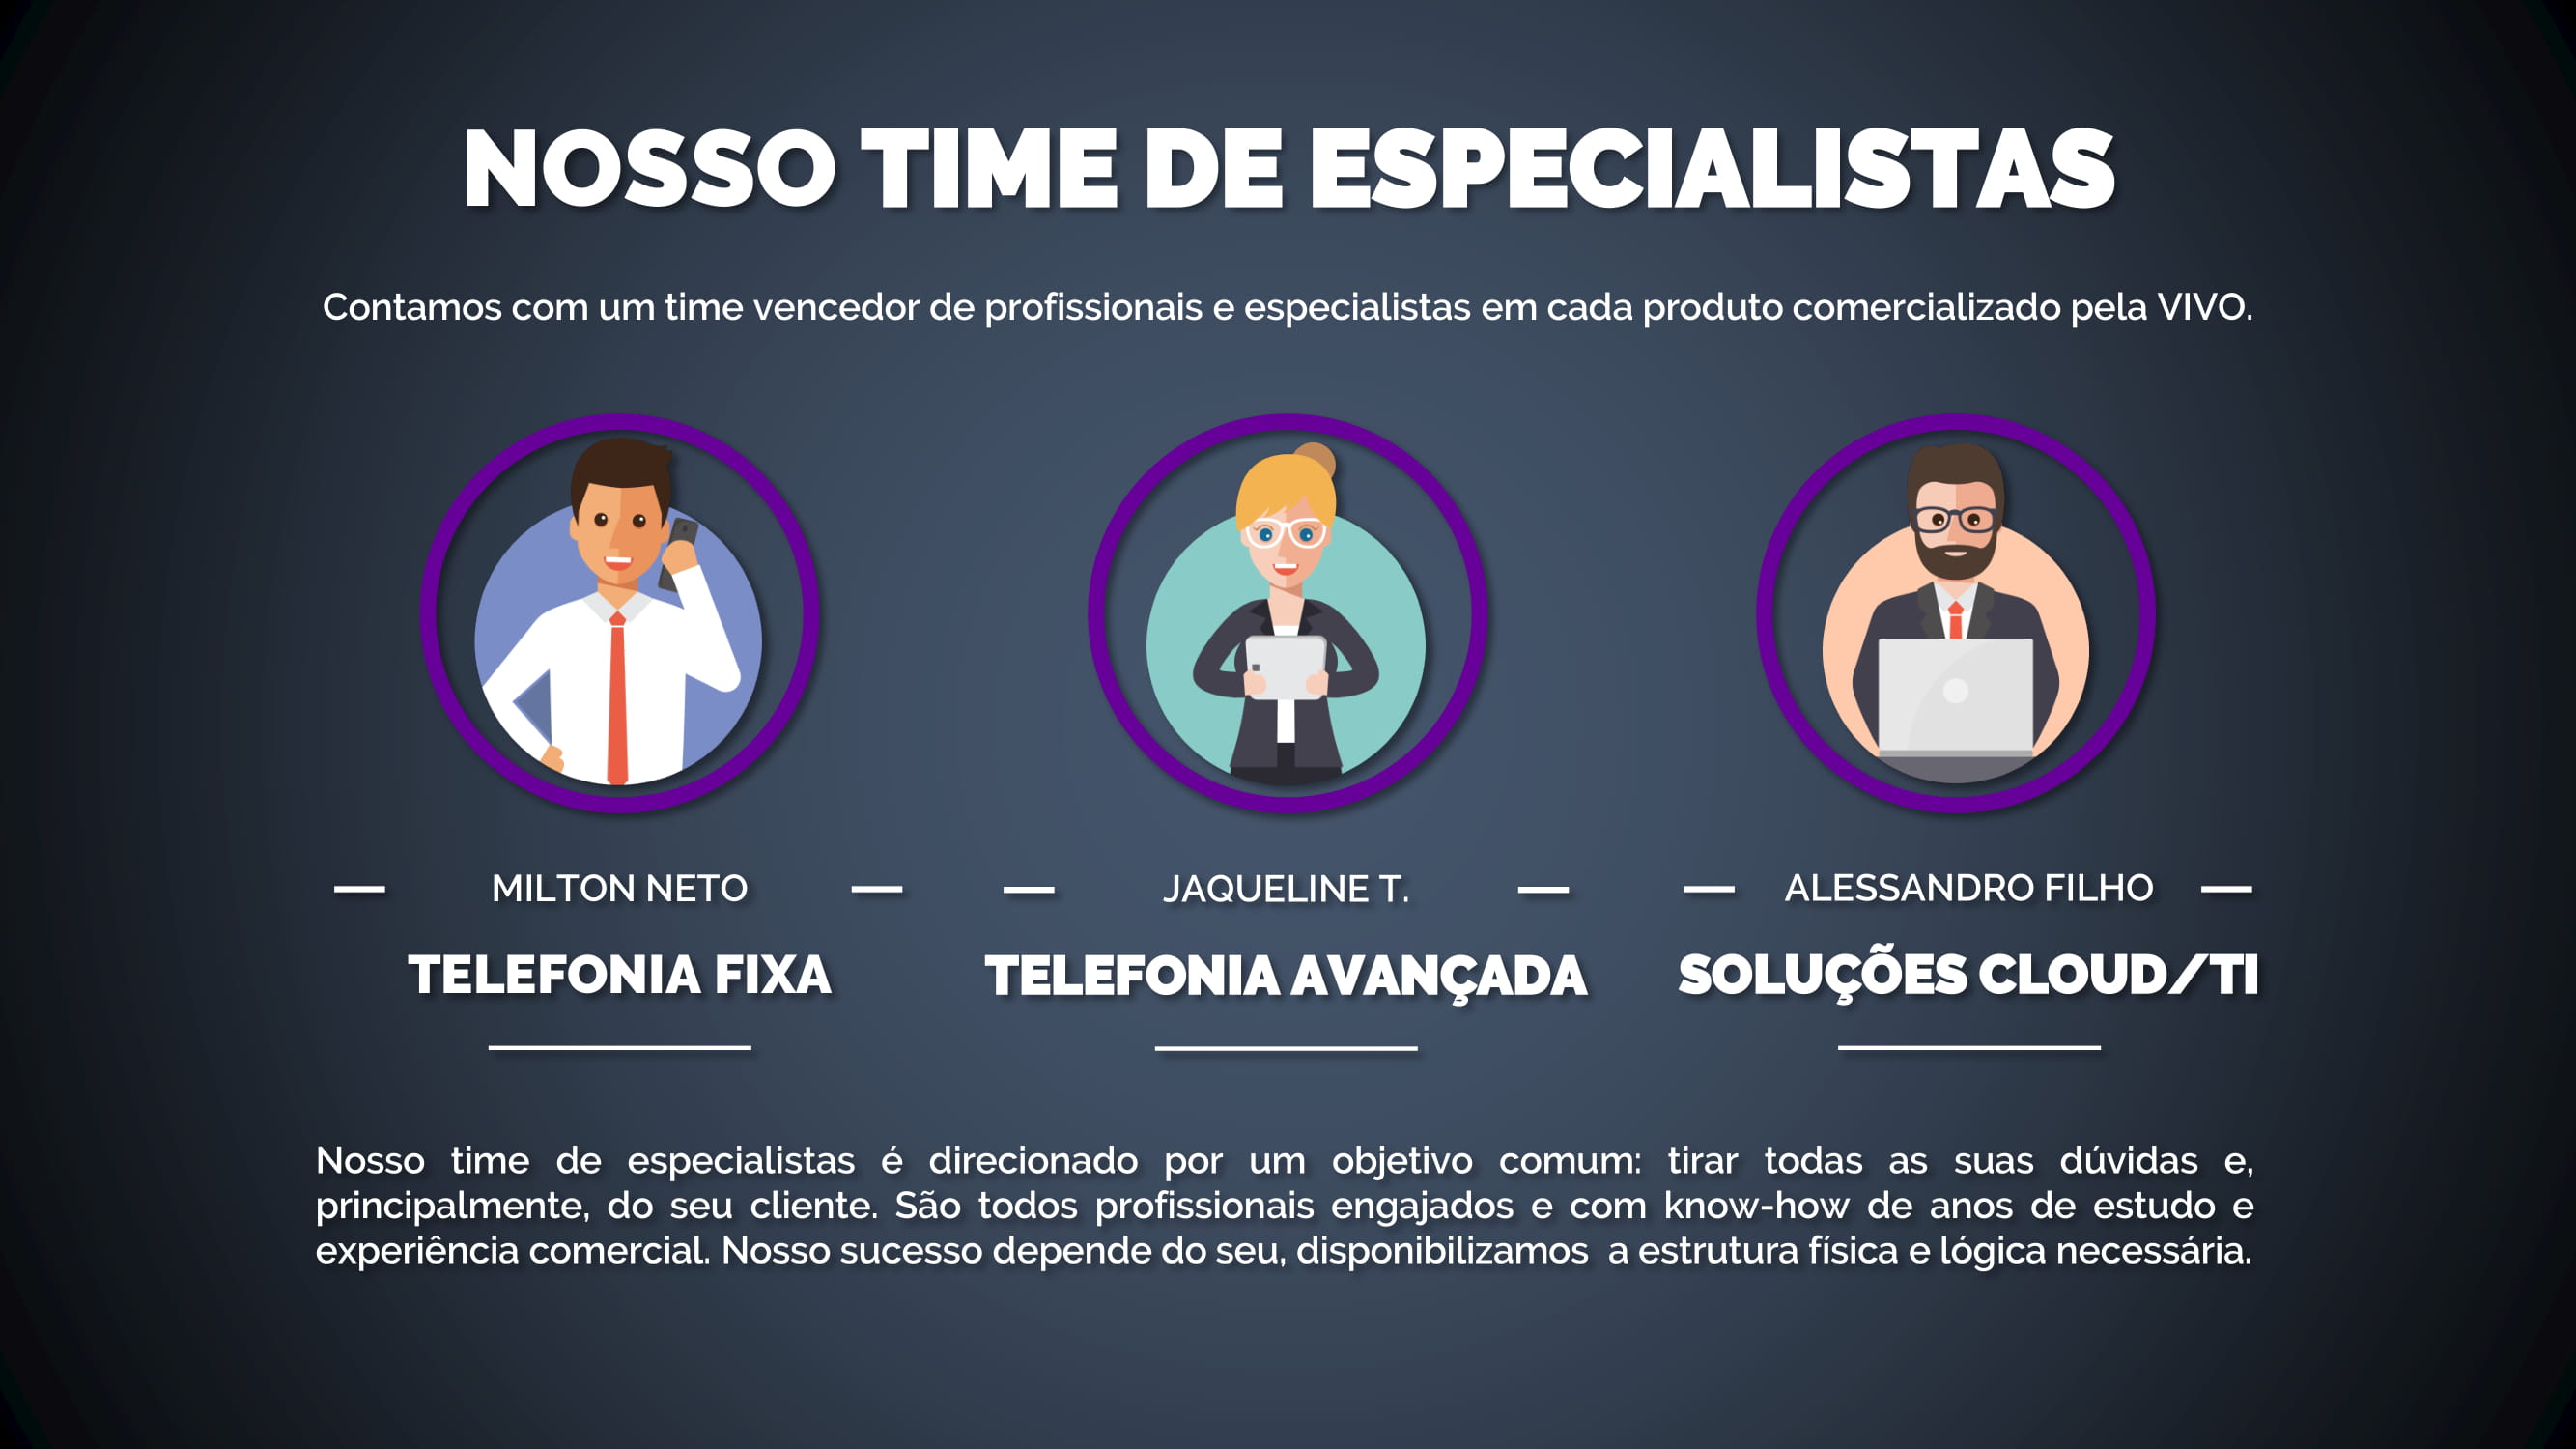 NOSSO TIME DE ESPECIALISTAS
Contamos com um time vencedor de profissionais e especialistas em cada produto comercializado pela VIVO.
MILTON NETO
TELEFONIA FIXA
JAQUELINE T.
TELEFONIA AVANÇADA
ALESSANDRO FILHO
SOLUÇÕES CLOUD/TI
Nosso time de especialistas é direcionado por um objetivo comum: tirar todas as suas dúvidas e,
principalmente, do seu cliente. São todos profissionais engajados e com know-how de anos de estudo e
experiência comercial. Nosso sucesso depende do seu, disponibilizamos a estrutura física e lógica necessária.